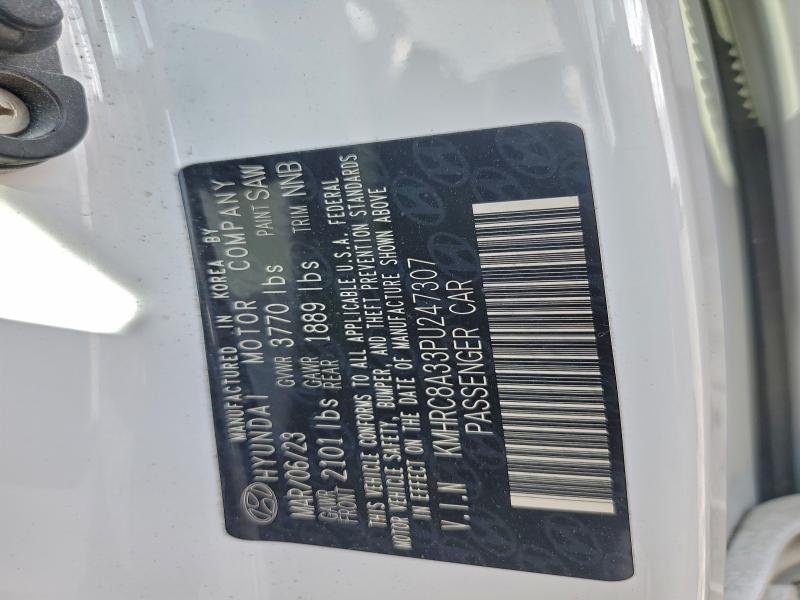 MANUFACTURED IN KOREA BY
HYUNDAI MOTOR COMPANY
MAR/06/23 GVWR 3770 lbs PAINT SAW
GAWR FRONT 2101 lbs GAWR REAR 1889 lbs TRIM NNB
THIS VEHICLE CONFORMS TO ALL APPLICABLE U.S.A. FEDERAL
MOTOR VEHICLE SAFETY, BUMPER, AND THEFT PREVENTION STANDARDS
IN EFFECT ON THE DATE OF MANUFACTURE SHOWN ABOVE
V.I.N KMHRC8A33PU247307
PASSENGER CAR